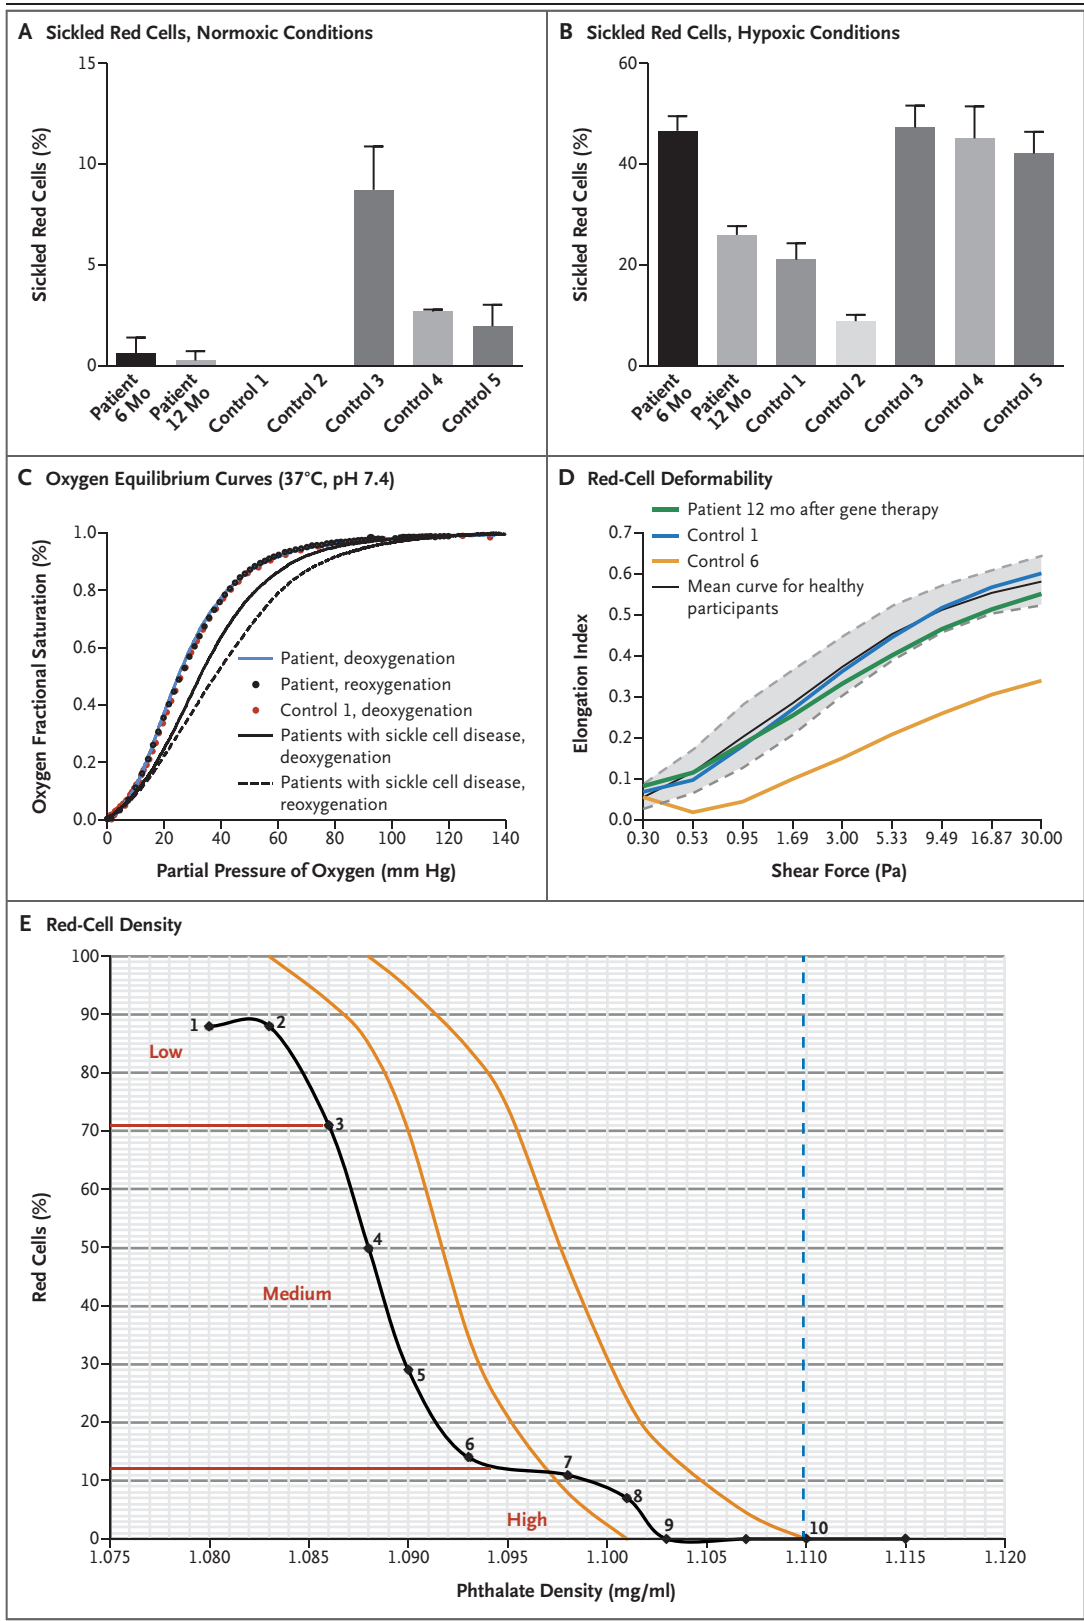 A Sickled Red Cells, Normoxic Conditions
Sickled Red Cells (%)
15
10
5
0
Patient
6 Mo
Patient
12 Mo
Control 1
Control 2
Control 3
Control 4
Control 5
B Sickled Red Cells, Hypoxic Conditions
Sickled Red Cells (%)
60
40
20
0
Patient
6 Mo
Patient
12 Mo
Control 1
Control 2
Control 3
Control 4
Control 5
C Oxygen Equilibrium Curves (37°C, pH 7.4)
Oxygen Fractional Saturation (%)
1.0
0.8
0.6
0.4
0.2
0.0
Patient, deoxygenation
Patient, reoxygenation
Control 1, deoxygenation
Patients with sickle cell disease,
deoxygenation
Patients with sickle cell disease,
reoxygenation
0 20 40 60 80 100 120 140
Partial Pressure of Oxygen (mm Hg)
D Red-Cell Deformability
Patient 12 mo after gene therapy
Control 1
Control 6
Mean curve for healthy
participants
Elongation Index
0.7
0.6
0.5
0.4
0.3
0.2
0.1
0.0
0.30 0.53 0.95 1.69 3.00 5.33 9.49 16.87 30.00
Shear Force (Pa)
E Red-Cell Density
Red Cells (%)
100
90
80
70
60
50
40
30
20
10
0
1
2
Low
3
4
Medium
5
6
7
8
High
9
10
1.075 1.080 1.085 1.090 1.095 1.100 1.105 1.110 1.115 1.120
Phthalate Density (mg/ml)